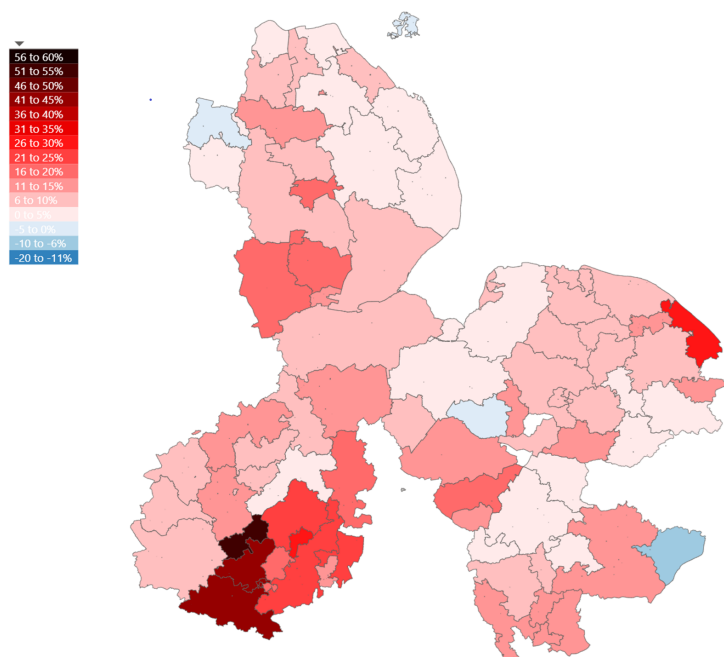 56 to 60%
51 to 55%
46 to 50%
41 to 45%
36 to 40%
31 to 35%
26 to 30%
21 to 25%
16 to 20%
11 to 15%
6 to 10%
0 to 5%
-5 to 0%
-10 to -6%
-20 to -11%